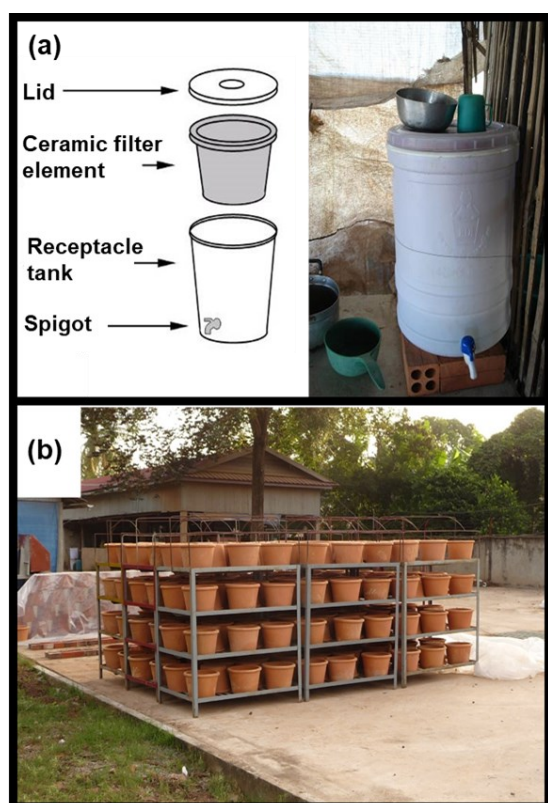 (a)
Lid
Ceramic filter
element
Receptacle
tank
Spigot
(b)